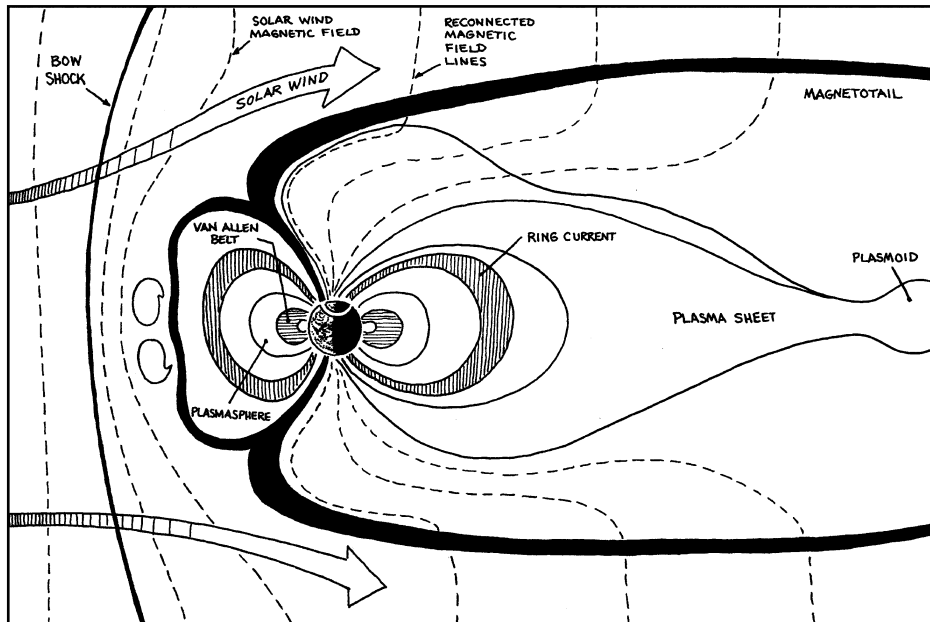 SOLAR WIND
MAGNETIC FIELD
RECONNECTED
MAGNETIC
FIELD
LINES
BOW
SHOCK
SOLAR WIND
MAGNETOTAIL
VAN ALLEN
BELT
RING CURRENT
PLASMOID
PLASMA SHEET
PLASMASPHERE